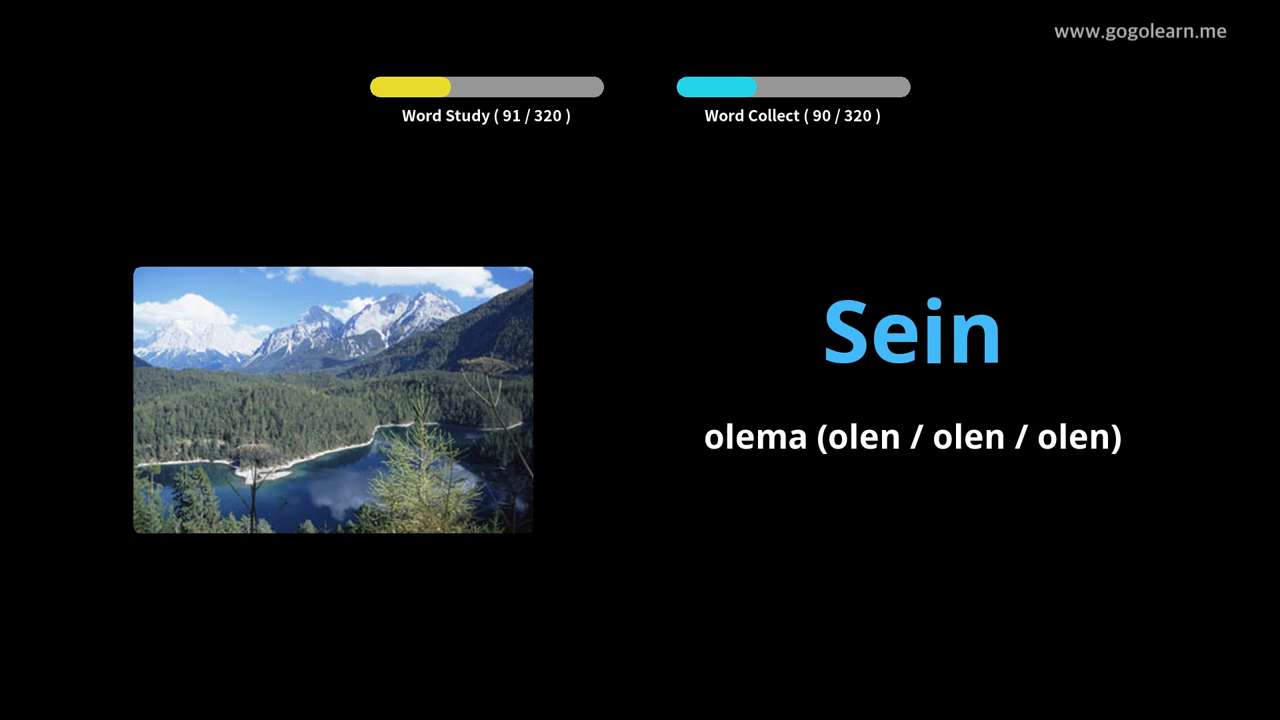 www.gogolearn.me
Word Study ( 91 / 320 )
Word Collect ( 90 / 320 )
Sein
olema (olen / olen / olen)